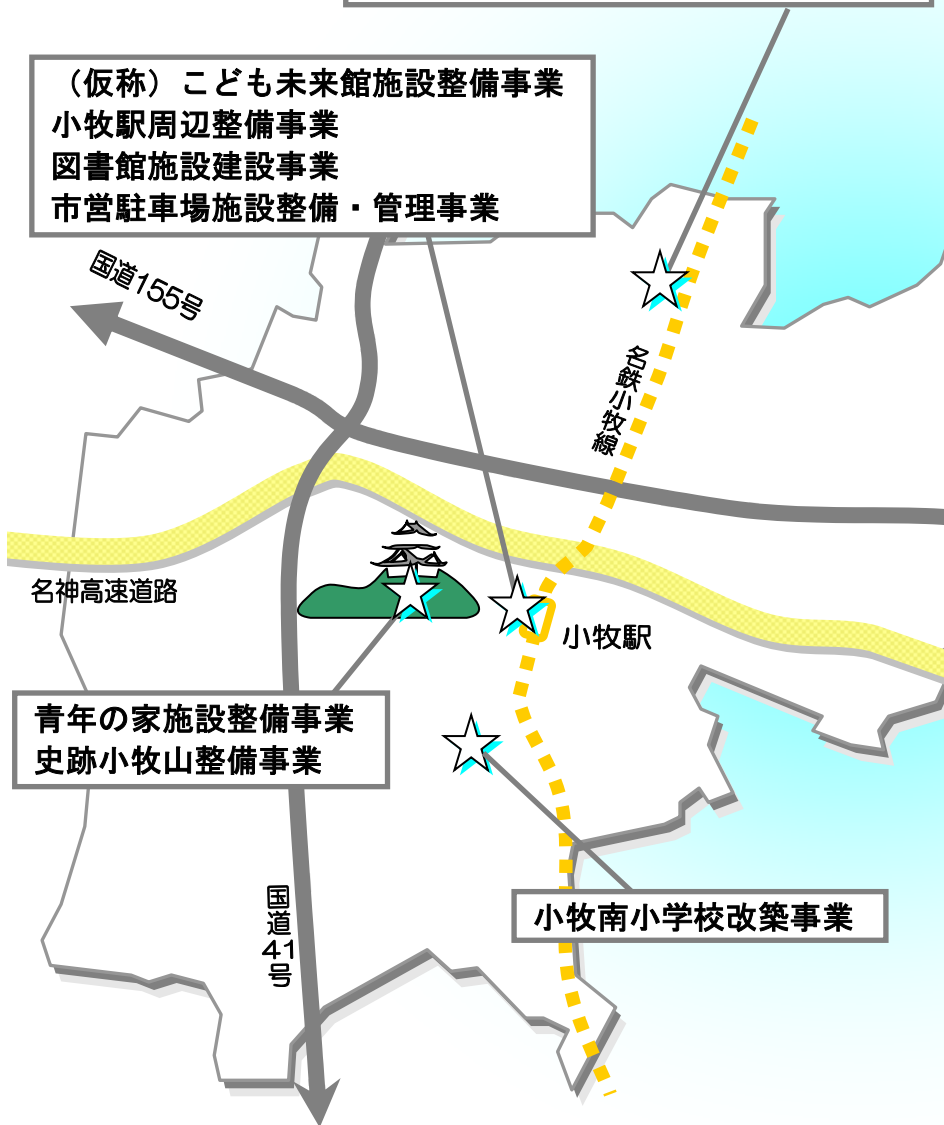 （仮称）こども未来館施設整備事業
小牧駅周辺整備事業
図書館施設建設事業
市営駐車場施設整備・管理事業
国道155号
名鉄小牧線
名神高速道路
小牧駅
青年の家施設整備事業
史跡小牧山整備事業
小牧南小学校改築事業
国道41号